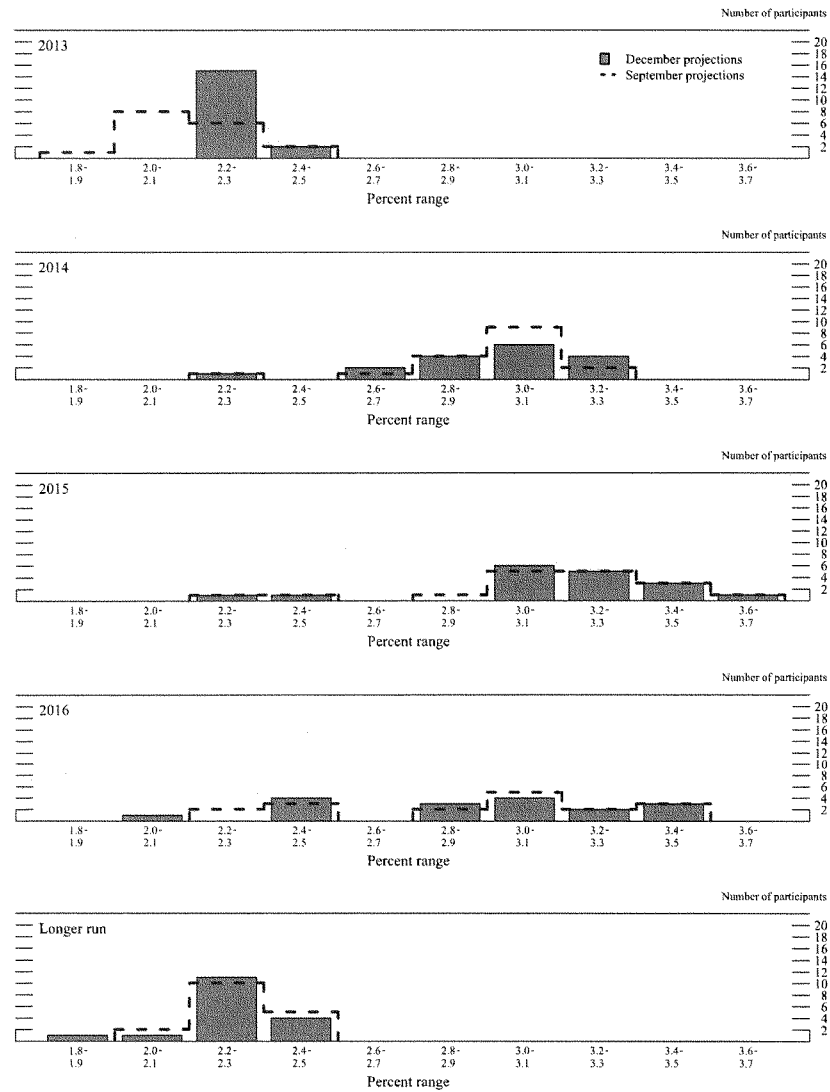 Number of participants
2013
December projections
September projections
20
18
16
14
12
10
8
6
4
2
1.8- 2.0- 2.2- 2.4- 2.6- 2.8- 3.0- 3.2- 3.4- 3.6-
1.9 2.1 2.3 2.5 2.7 2.9 3.1 3.3 3.5 3.7
Percent range
Number of participants
2014
20
18
16
14
12
10
8
6
4
2
1.8- 2.0- 2.2- 2.4- 2.6- 2.8- 3.0- 3.2- 3.4- 3.6-
1.9 2.1 2.3 2.5 2.7 2.9 3.1 3.3 3.5 3.7
Percent range
Number of participants
2015
20
18
16
14
12
10
8
6
4
2
1.8- 2.0- 2.2- 2.4- 2.6- 2.8- 3.0- 3.2- 3.4- 3.6-
1.9 2.1 2.3 2.5 2.7 2.9 3.1 3.3 3.5 3.7
Percent range
Number of participants
2016
20
18
16
14
12
10
8
6
4
2
1.8- 2.0- 2.2- 2.4- 2.6- 2.8- 3.0- 3.2- 3.4- 3.6-
1.9 2.1 2.3 2.5 2.7 2.9 3.1 3.3 3.5 3.7
Percent range
Number of participants
Longer run
20
18
16
14
12
10
8
6
4
2
1.8- 2.0- 2.2- 2.4- 2.6- 2.8- 3.0- 3.2- 3.4- 3.6-
1.9 2.1 2.3 2.5 2.7 2.9 3.1 3.3 3.5 3.7
Percent range